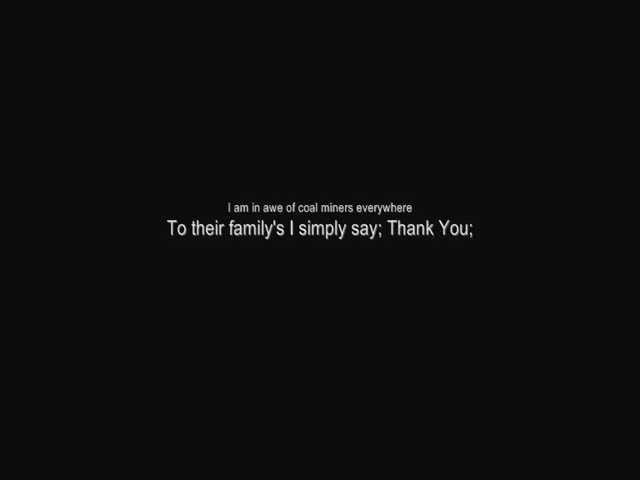 I am in awe of coal miners everywhere
To their family's I simply say; Thank You;